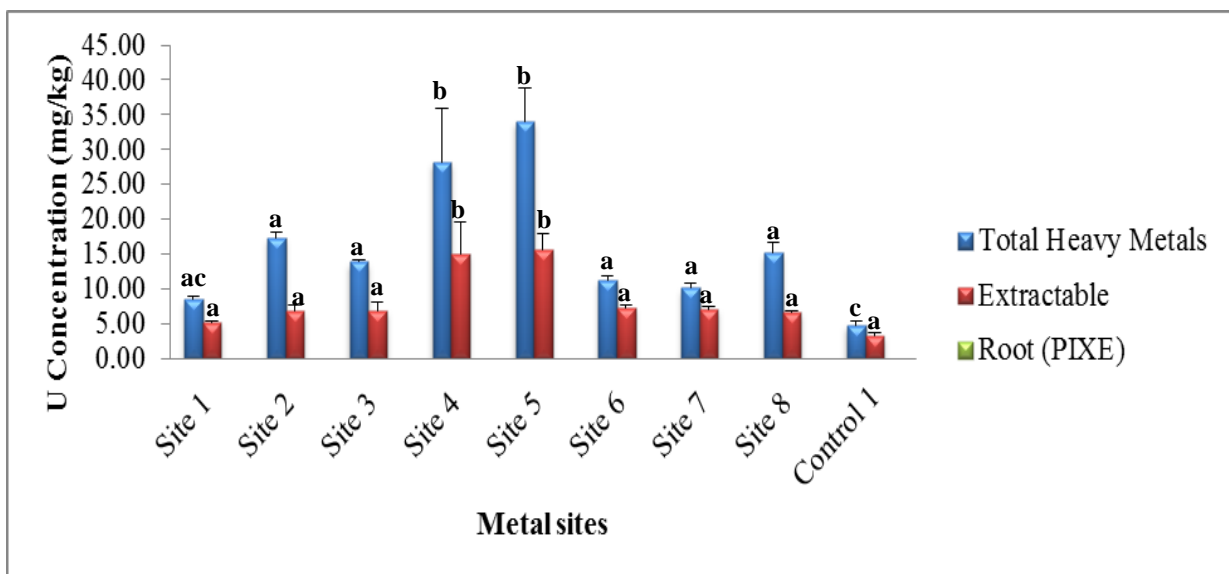 U Concentration (mg/kg)
45.00
40.00
35.00
30.00
25.00
20.00
15.00
10.00
5.00
0.00
ac
a
a
a
a
a
b
b
b
b
a
a
a
a
a
a
c
a
Site 1
Site 2
Site 3
Site 4
Site 5
Site 6
Site 7
Site 8
Control 1
Metal sites
Total Heavy Metals
Extractable
Root (PIXE)